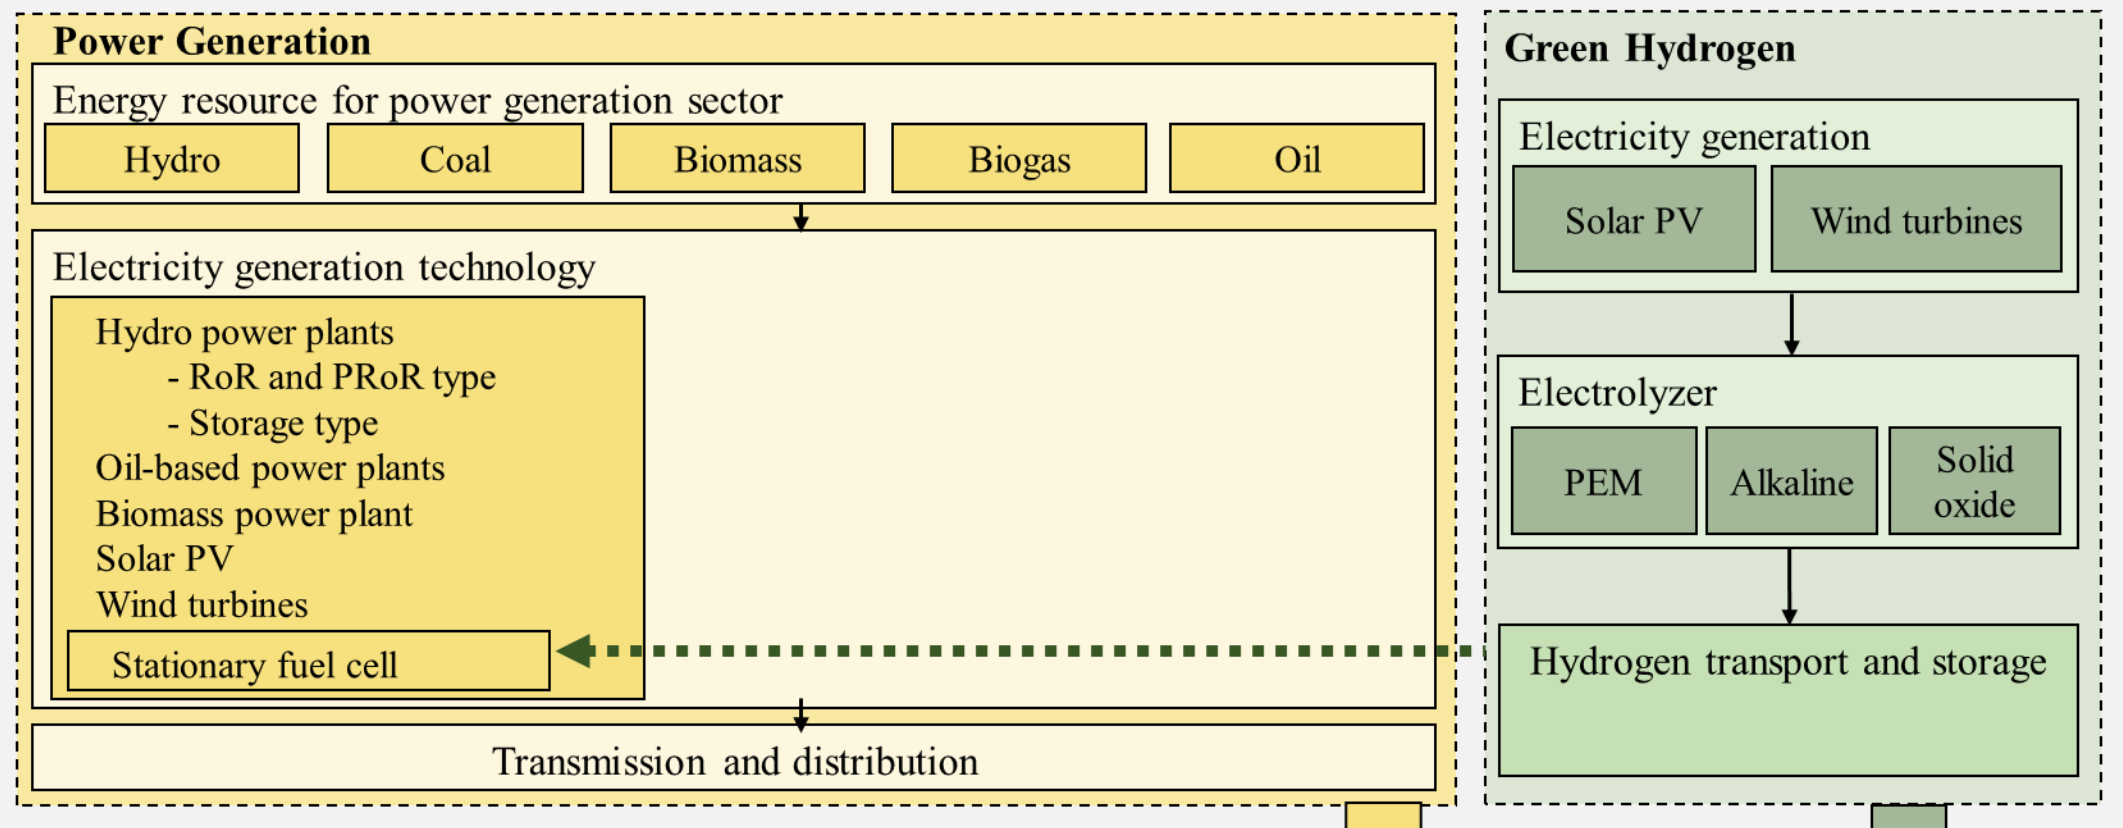 Power Generation
Energy resource for power generation sector
Hydro
Coal
Biomass
Biogas
Oil
Electricity generation technology
Hydro power plants
- RoR and PRoR type
- Storage type
Oil-based power plants
Biomass power plant
Solar PV
Wind turbines
Stationary fuel cell
Transmission and distribution
Green Hydrogen
Electricity generation
Solar PV
Wind turbines
Electrolyzer
PEM
Alkaline
Solid
oxide
Hydrogen transport and storage